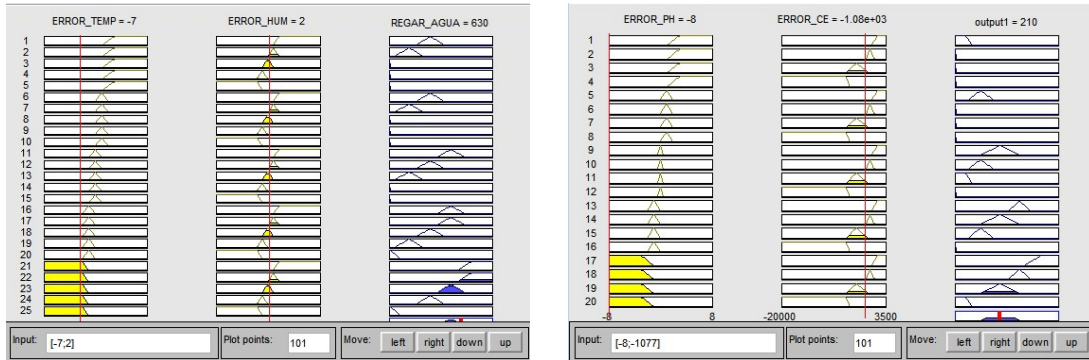 ERROR_TEMP = -7
ERROR_HUM = 2
REGAR_AGUA = 630
1
2
3
4
5
6
7
8
9
10
11
12
13
14
15
16
17
18
19
20
21
22
23
24
25
Input:
[-7;2]
Plot points:
101
Move:
left
right
down
up
ERROR_PH = -8
ERROR_CE = -1.08e+03
output1 = 210
1
2
3
4
5
6
7
8
9
10
11
12
13
14
15
16
17
18
19
20
-8
8
-20000
3500
Input:
[-8;-1077]
Plot points:
101
Move:
left
right
down
up